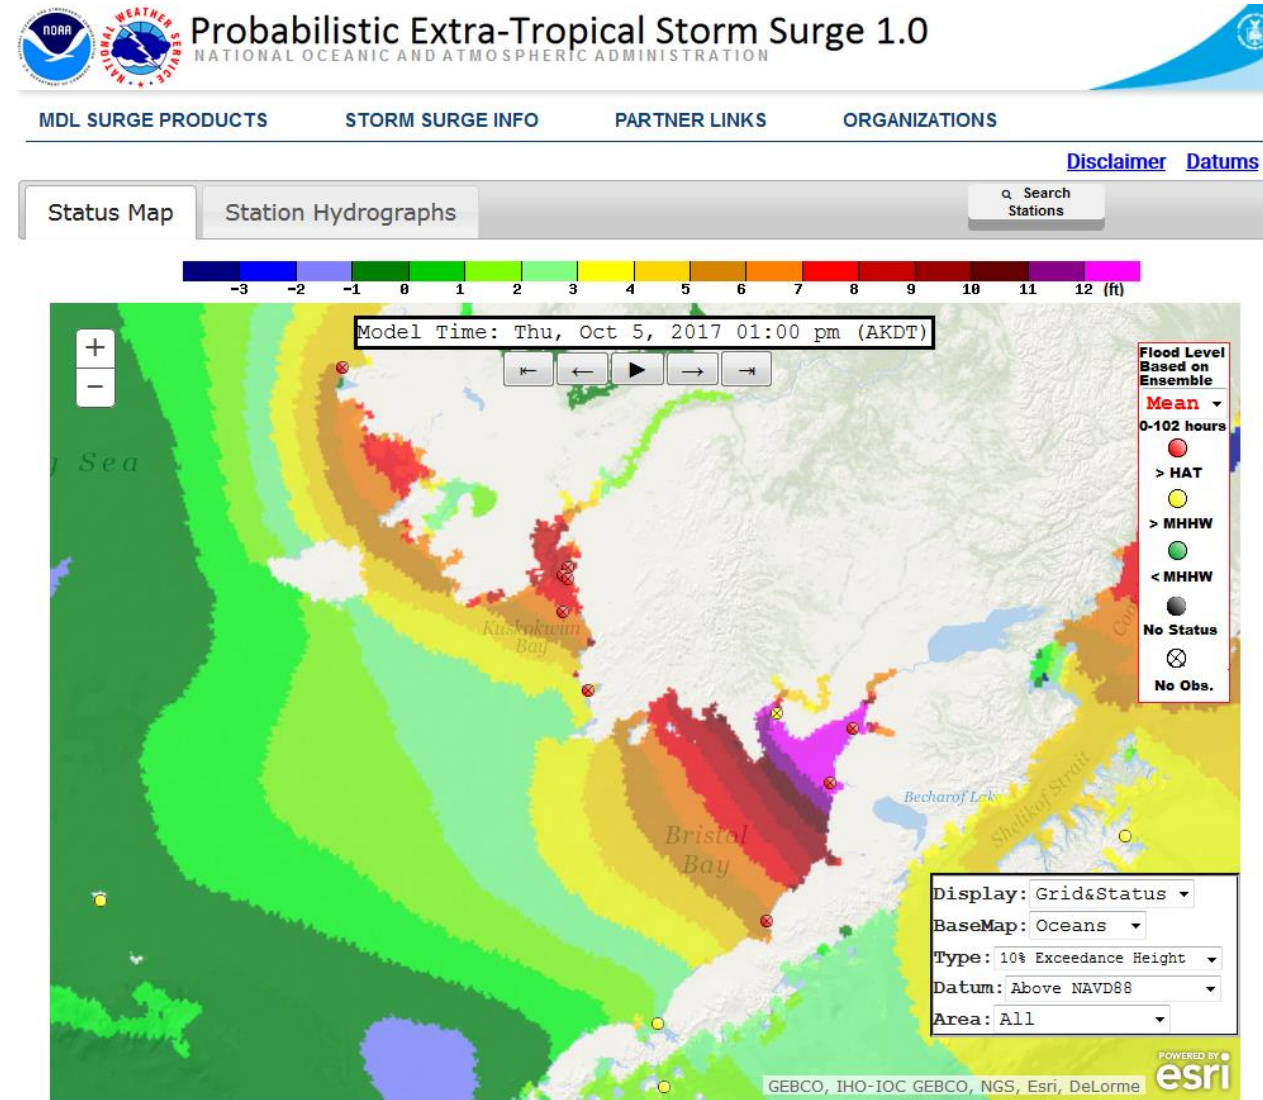 NOAA
Probabilistic Extra-Tropical Storm Surge 1.0
NATIONAL OCEANIC AND ATMOSPHERIC ADMINISTRATION
MDL SURGE PRODUCTS STORM SURGE INFO PARTNER LINKS ORGANIZATIONS
Disclaimer Datums
Status Map Station Hydrographs Search
Stations
-3 -2 -1 0 1 2 3 4 5 6 7 8 9 10 11 12 (ft)
Model Time: Thu, Oct 5, 2017 01:00 pm (AKDT)
+
−
Flood Level
Based on
Ensemble
Mean
0-102 hours
> HAT
> MHHW
< MHHW
No Status
No Obs.
Sea
Kuskokwim
Bay
Bristol
Bay
Becharof Lak
Shelikof Strait
Display: Grid&Status
BaseMap: Oceans
Type: 10% Exceedance Height
Datum: Above NAVD88
Area: All
POWERED BY
esri
GEBCO, IHO-IOC GEBCO, NGS, Esri, DeLorme